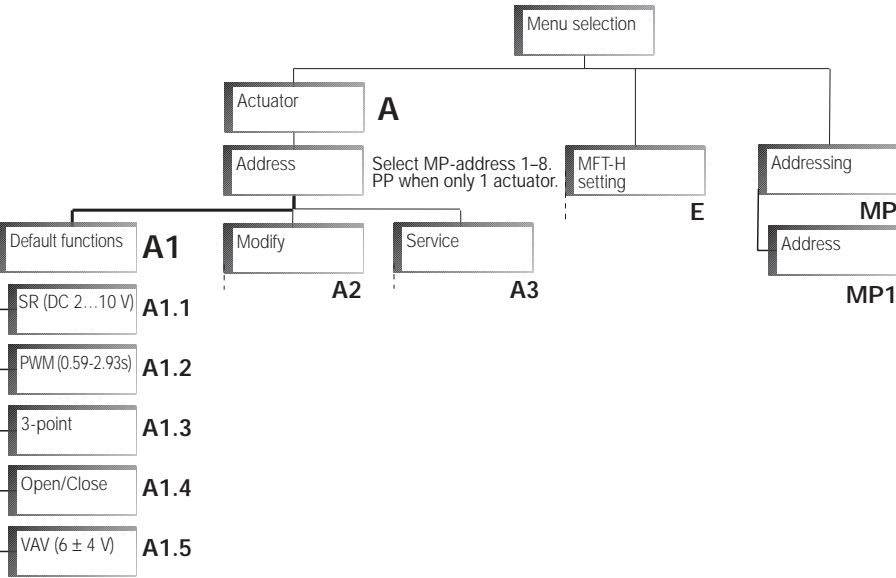 Menu selection
Actuator
A
Address
Select MP-address 1–8.
PP when only 1 actuator.
MFT-H
setting
E
Addressing
MP
Address
MP1
Default functions
A1
Modify
A2
Service
A3
SR (DC 2...10 V)
A1.1
PWM (0.59-2.93s)
A1.2
3-point
A1.3
Open/Close
A1.4
VAV (6 ± 4 V)
A1.5